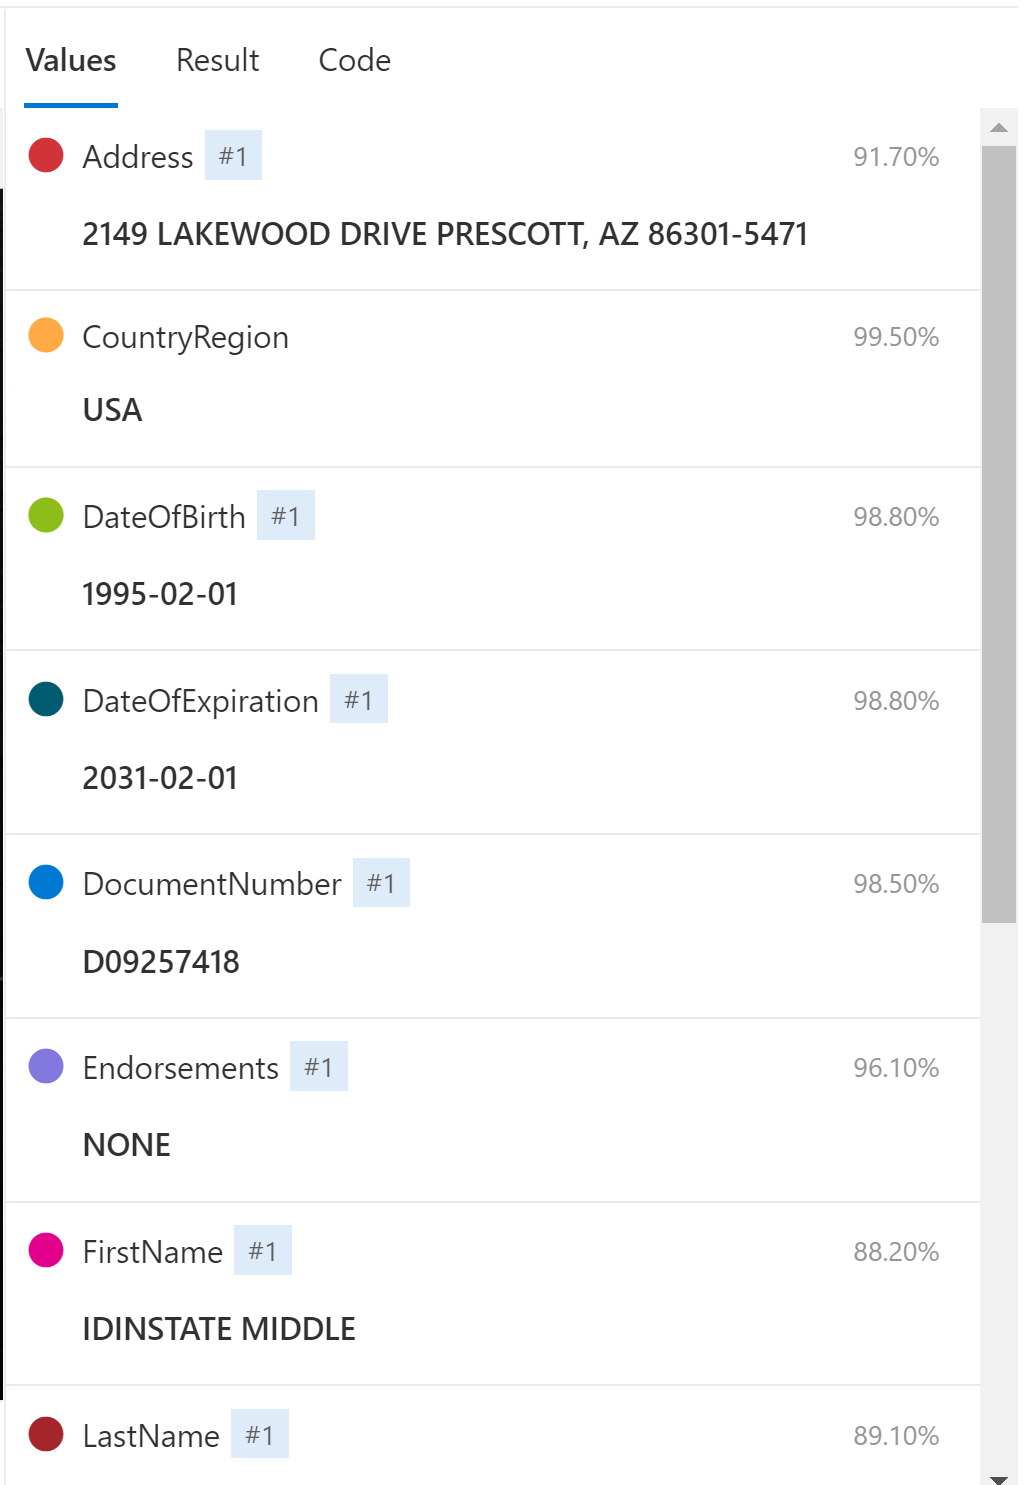 Values Result Code
Address #1 91.70%
2149 LAKEWOOD DRIVE PRESCOTT, AZ 86301-5471
CountryRegion 99.50%
USA
DateOfBirth #1 98.80%
1995-02-01
DateOfExpiration #1 98.80%
2031-02-01
DocumentNumber #1 98.50%
D09257418
Endorsements #1 96.10%
NONE
FirstName #1 88.20%
IDINSTATE MIDDLE
LastName #1 89.10%